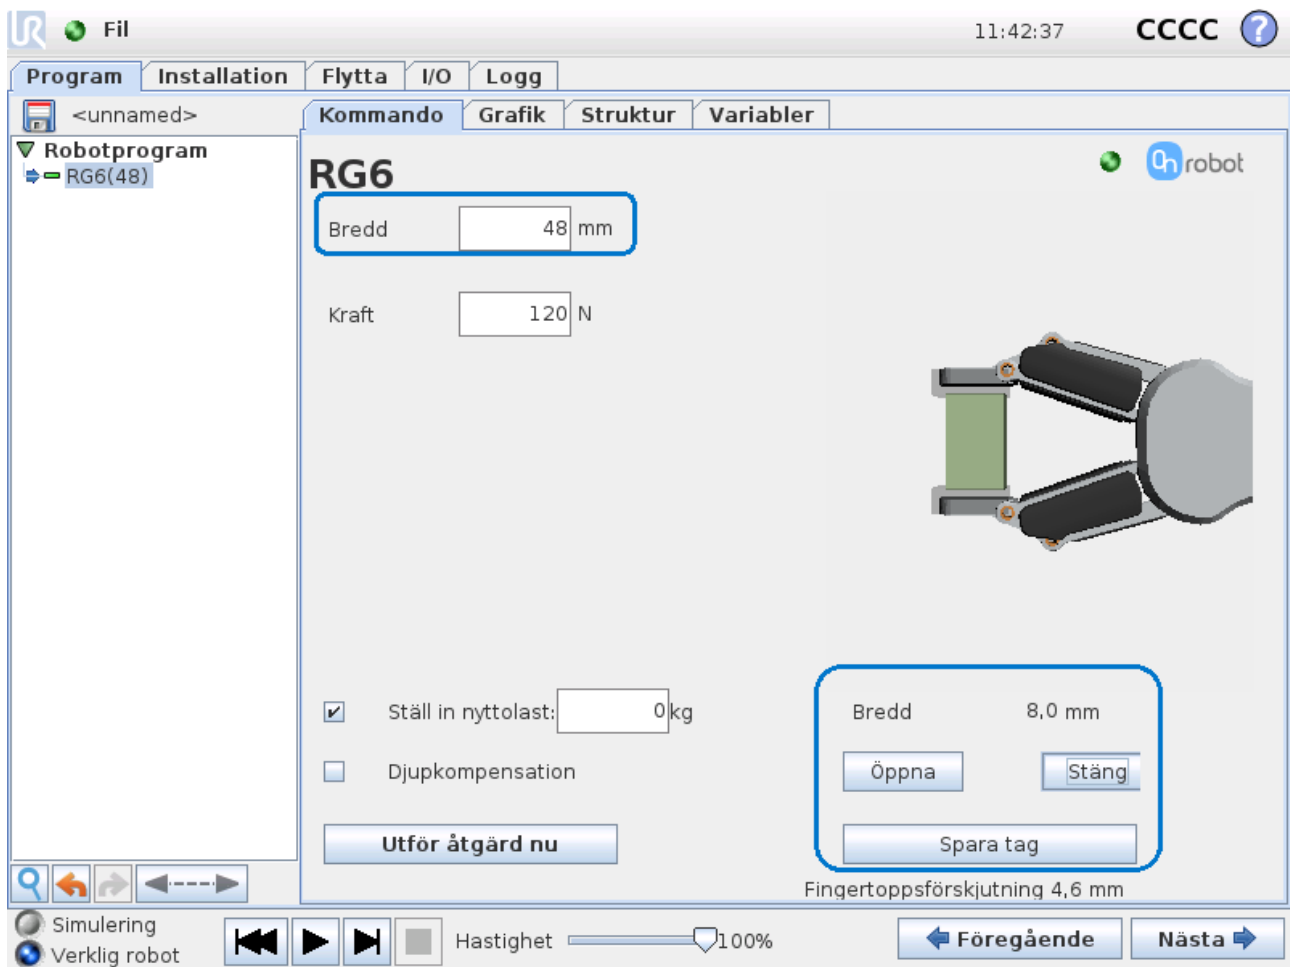 Fil 11:42:37 CCCC ?
Program Installation Flytta I/O Logg
<unnamed> Kommando Grafik Struktur Variabler
Robotprogram
RG6(48)
RG6
On robot
Bredd 48 mm
Kraft 120 N
Ställ in nyttolast: 0 kg
Bredd 8,0 mm
Djupkompensation
Öppna Stäng
Utför åtgärd nu
Spara tag
Fingertoppsförskjutning 4,6 mm
Simulering
Verklig robot
Hastighet 100%
Föregående Nästa